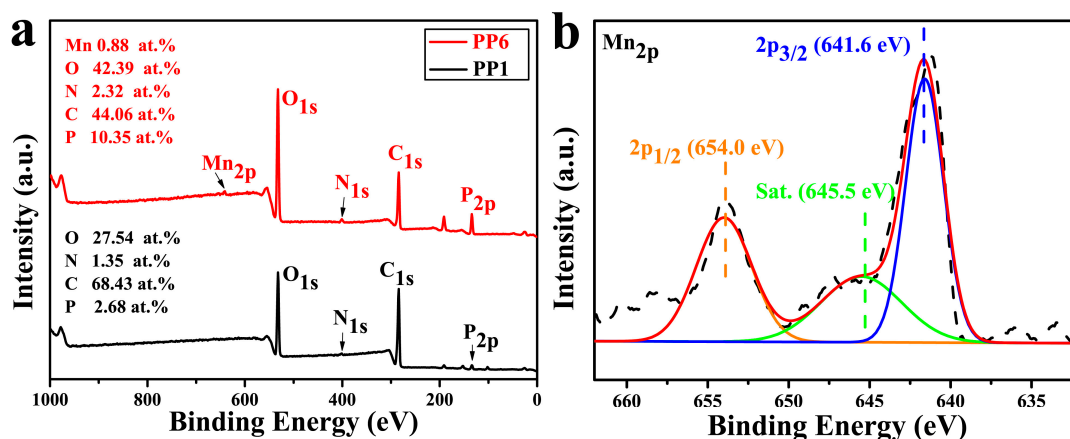 a
Mn 0.88 at.%
O 42.39 at.%
N 2.32 at.%
C 44.06 at.%
P 10.35 at.%
PP6
PP1
O1s
Mn2p
N1s
C1s
P2p
O 27.54 at.%
N 1.35 at.%
C 68.43 at.%
P 2.68 at.%
O1s
N1s
C1s
P2p
Intensity (a.u.)
1000 800 600 400 200 0
Binding Energy (eV)
b
Mn2p
2p3/2 (641.6 eV)
2p1/2 (654.0 eV)
Sat. (645.5 eV)
Intensity (a.u.)
660 655 650 645 640 635
Binding Energy (eV)